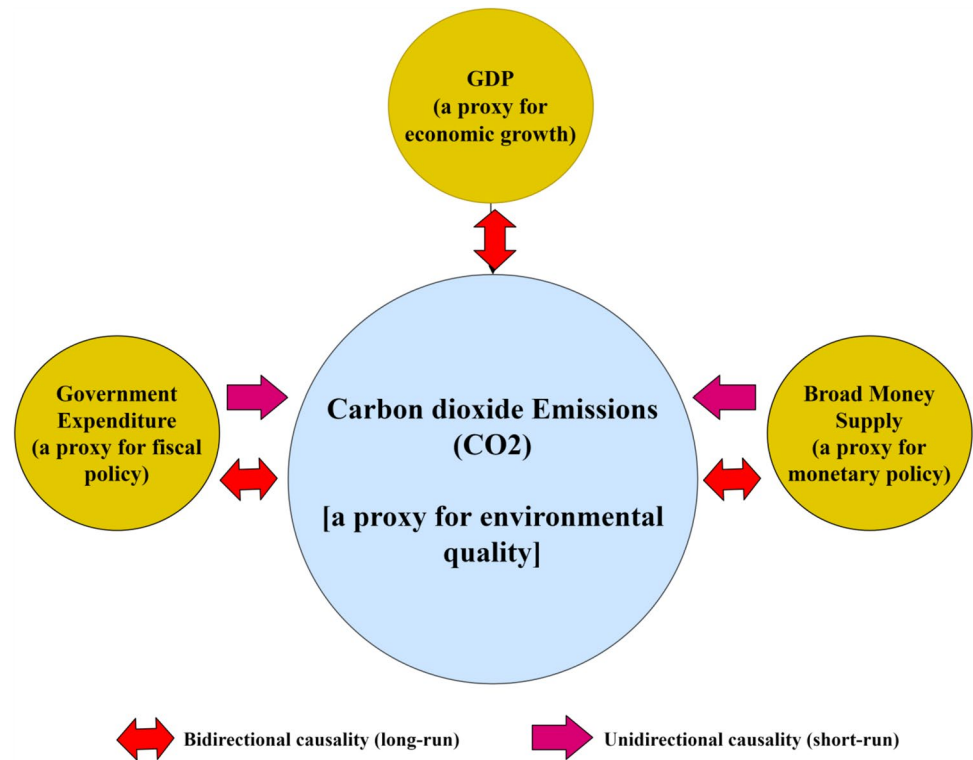 GDP
(a proxy for
economic growth)
Government
Expenditure
(a proxy for fiscal
policy)
Carbon dioxide Emissions
(CO2)
[a proxy for environmental
quality]
Broad Money
Supply
(a proxy for
monetary policy)
Bidirectional causality (long-run)
Unidirectional causality (short-run)